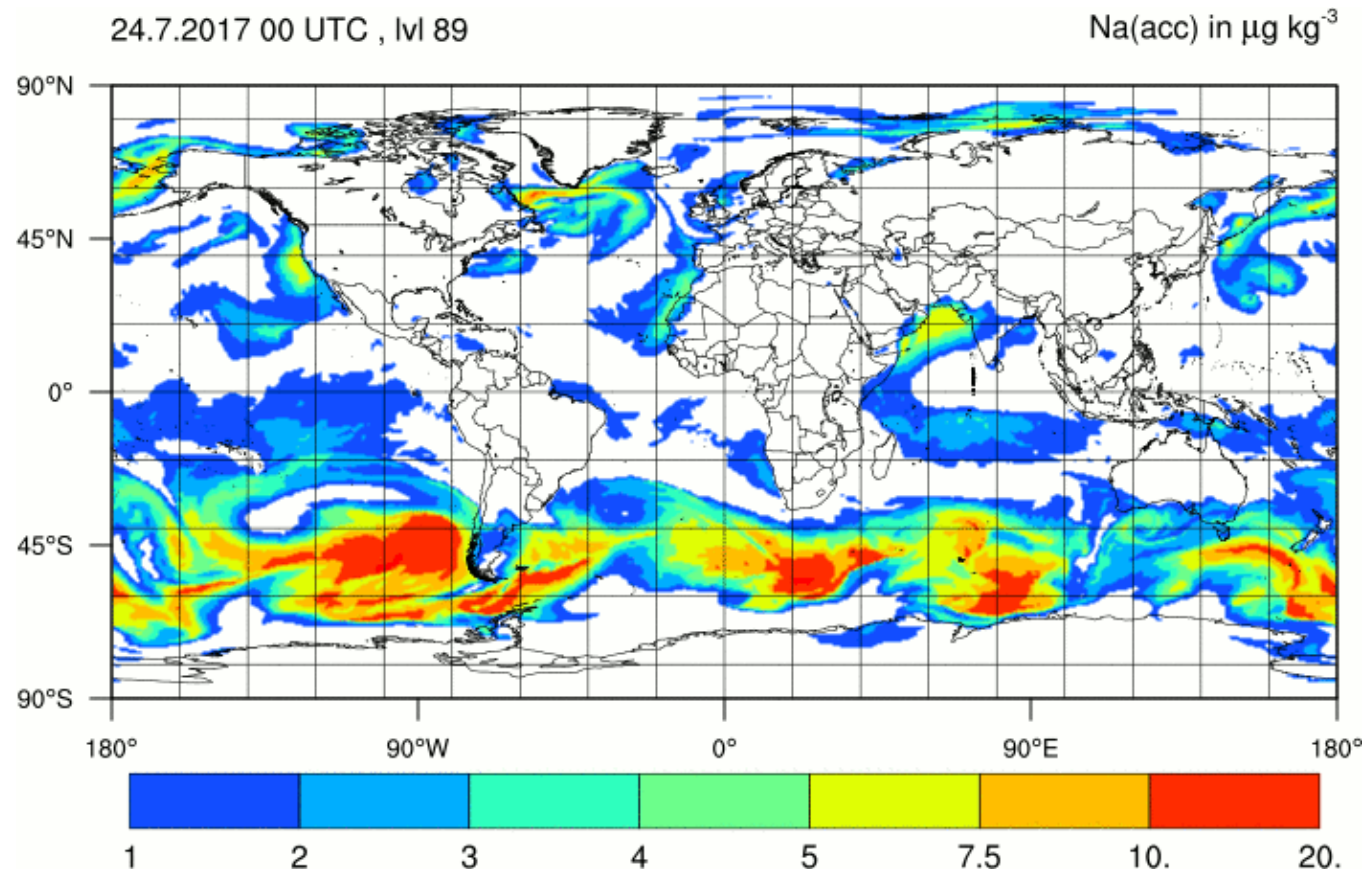 24.7.2017 00 UTC , lvl 89
Na(acc) in μg kg⁻³
90°N
45°N
0°
45°S
90°S
180° 90°W 0° 90°E 180°
1 2 3 4 5 7.5 10. 20.